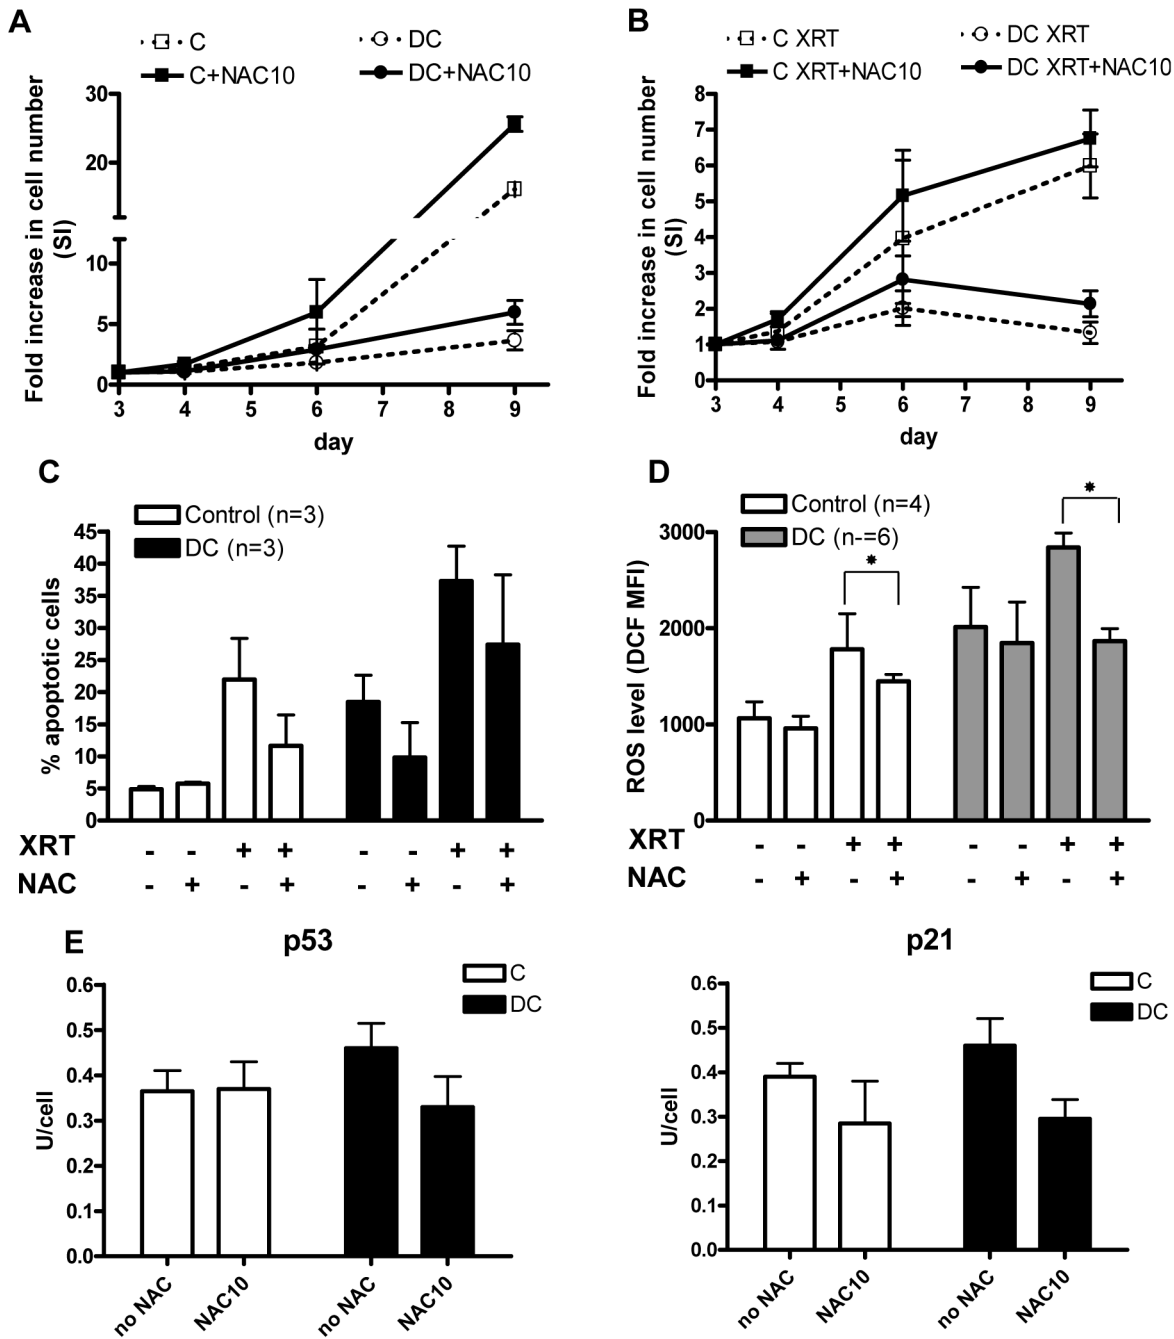 A
C
DC
C+NAC10
DC+NAC10
Fold increase in cell number
(SI)
30
20
10
5
0
3 4 5 6 7 8 9
day
B
C XRT
DC XRT
C XRT+NAC10
DC XRT+NAC10
Fold increase in cell number
(SI)
8
7
6
5
4
3
2
1
0
3 4 5 6 7 8 9
day
C
Control (n=3)
DC (n=3)
% apoptotic cells
45
40
35
30
25
20
15
10
5
0
XRT - - + + - - + +
NAC - + - + - + - +
D
Control (n=4)
DC (n-=6)
ROS level (DCF MFI)
3000
2000
1000
0
* *
XRT - - + + - - + +
NAC - + - + - + - +
E
p53
C
DC
U/cell
0.6
0.5
0.4
0.3
0.2
0.1
0.0
no NAC NAC10 no NAC NAC10
p21
C
DC
U/cell
0.6
0.5
0.4
0.3
0.2
0.1
0.0
no NAC NAC10 no NAC NAC10